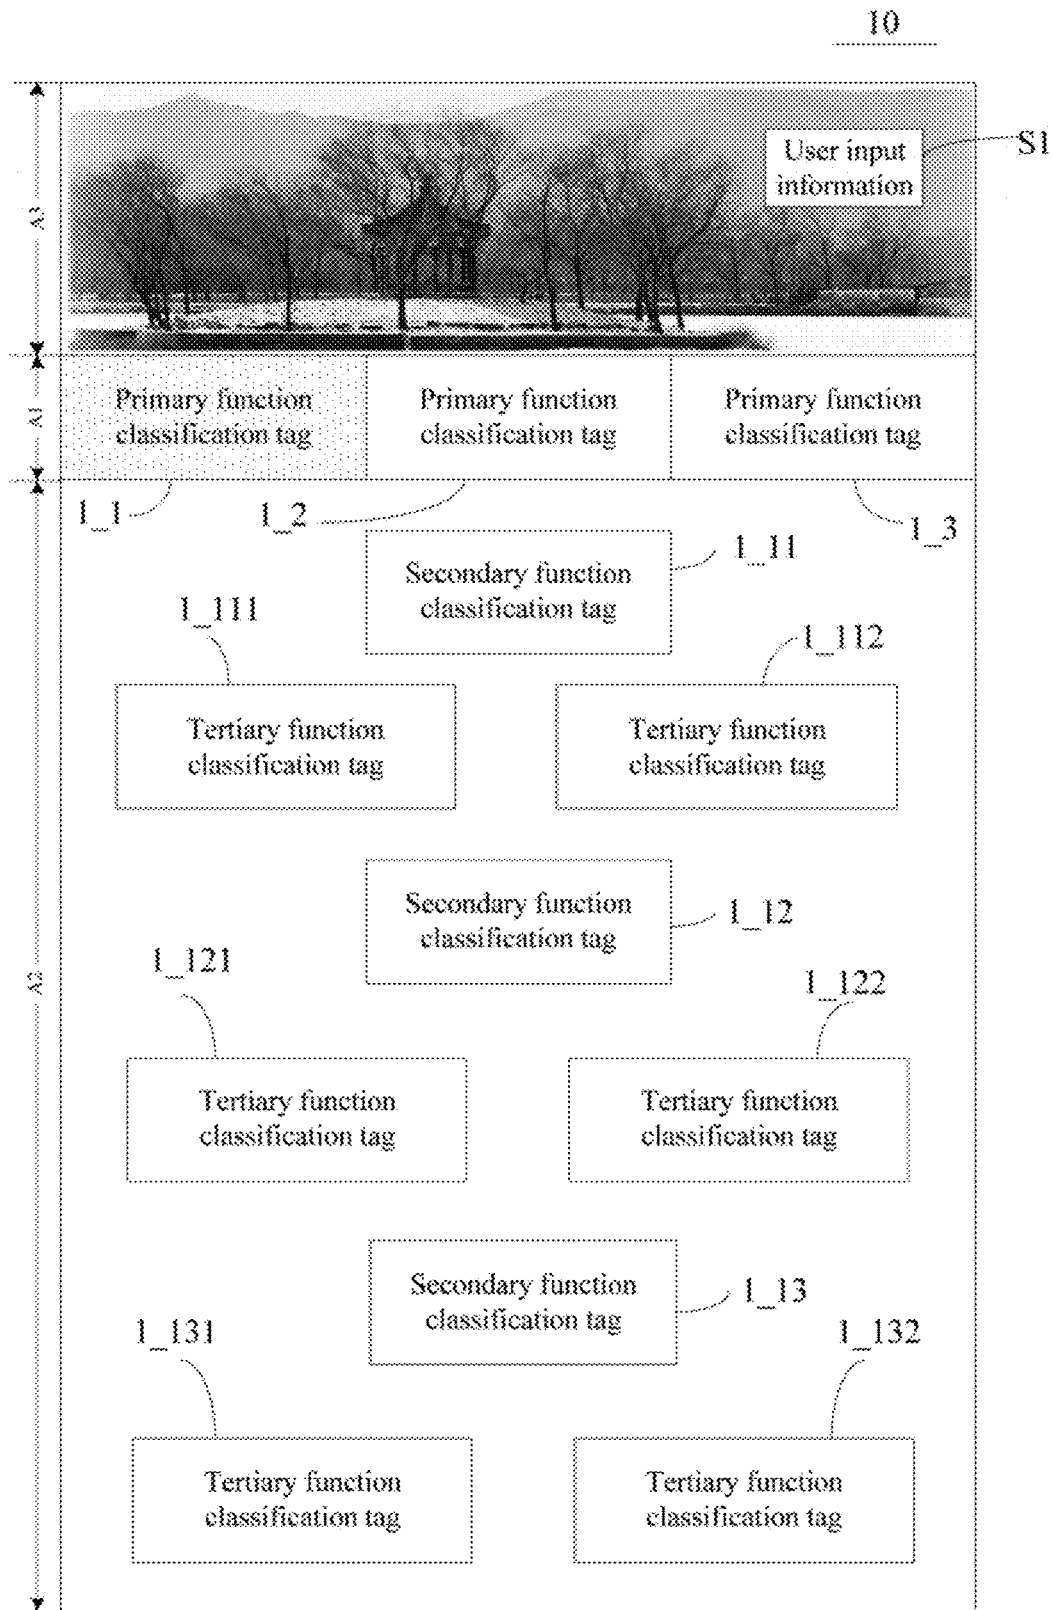 10
User input
information
S1
A3
A1
Primary function
classification tag
Primary function
classification tag
Primary function
classification tag
1_1
1_2
1_3
Secondary function
classification tag
1_11
1_111
1_112
Tertiary function
classification tag
Tertiary function
classification tag
A2
Secondary function
classification tag
1_12
1_121
1_122
Tertiary function
classification tag
Tertiary function
classification tag
Secondary function
classification tag
1_13
1_131
1_132
Tertiary function
classification tag
Tertiary function
classification tag